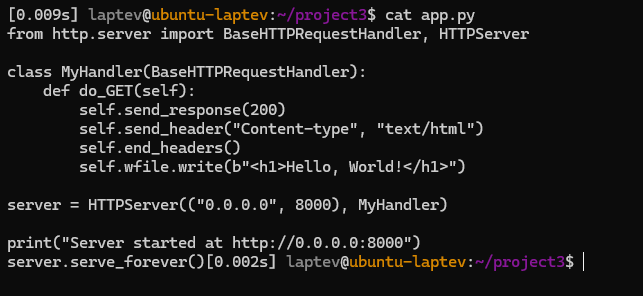 [0.009s] laptev@ubuntu-laptev:~/project3$ cat app.py
from http.server import BaseHTTPRequestHandler, HTTPServer

class MyHandler(BaseHTTPRequestHandler):
    def do_GET(self):
        self.send_response(200)
        self.send_header("Content-type", "text/html")
        self.end_headers()
        self.wfile.write(b"<h1>Hello, World!</h1>")

server = HTTPServer(("0.0.0.0", 8000), MyHandler)

print("Server started at http://0.0.0.0:8000")
server.serve_forever()[0.002s] laptev@ubuntu-laptev:~/project3$